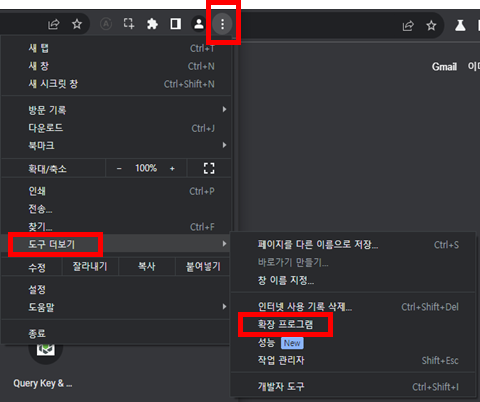 새 탭 Ctrl+T
새 창 Ctrl+N
새 시크릿 창 Ctrl+Shift+N
방문 기록
다운로드 Ctrl+J
북마크
확대/축소 − 100% +
인쇄 Ctrl+P
전송...
찾기... Ctrl+F
도구 더보기
수정 잘라내기 복사 붙여넣기
설정
도움말
종료
Query Key & ...
Gmail 이미
페이지를 다른 이름으로 저장... Ctrl+S
바로가기 만들기...
창 이름 지정...
인터넷 사용 기록 삭제... Ctrl+Shift+Del
확장 프로그램
성능 New
작업 관리자 Shift+Esc
개발자 도구 Ctrl+Shift+I